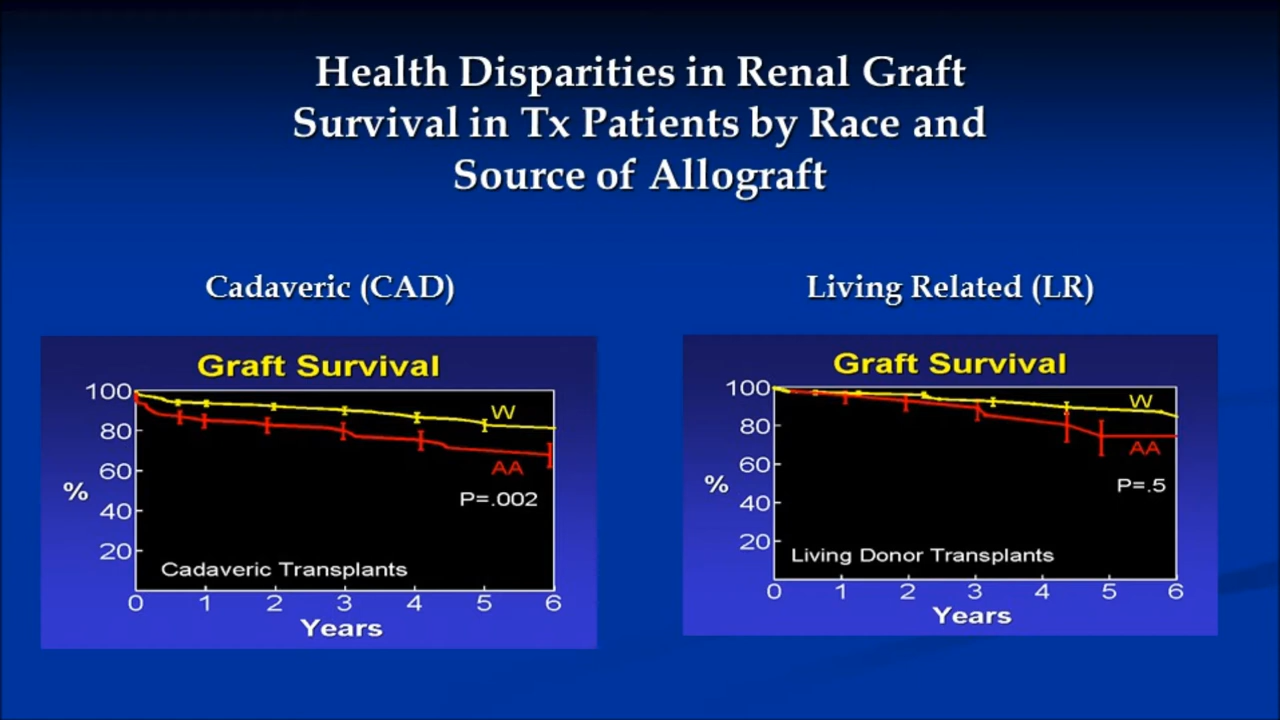 Health Disparities in Renal Graft
Survival in Tx Patients by Race and
Source of Allograft
Cadaveric (CAD)
Graft Survival
100
80
60
40
20
%
W
AA
P=.002
Cadaveric Transplants
0 1 2 3 4 5 6
Years
Living Related (LR)
Graft Survival
100
80
60
40
20
%
W
AA
P=.5
Living Donor Transplants
0 1 2 3 4 5 6
Years